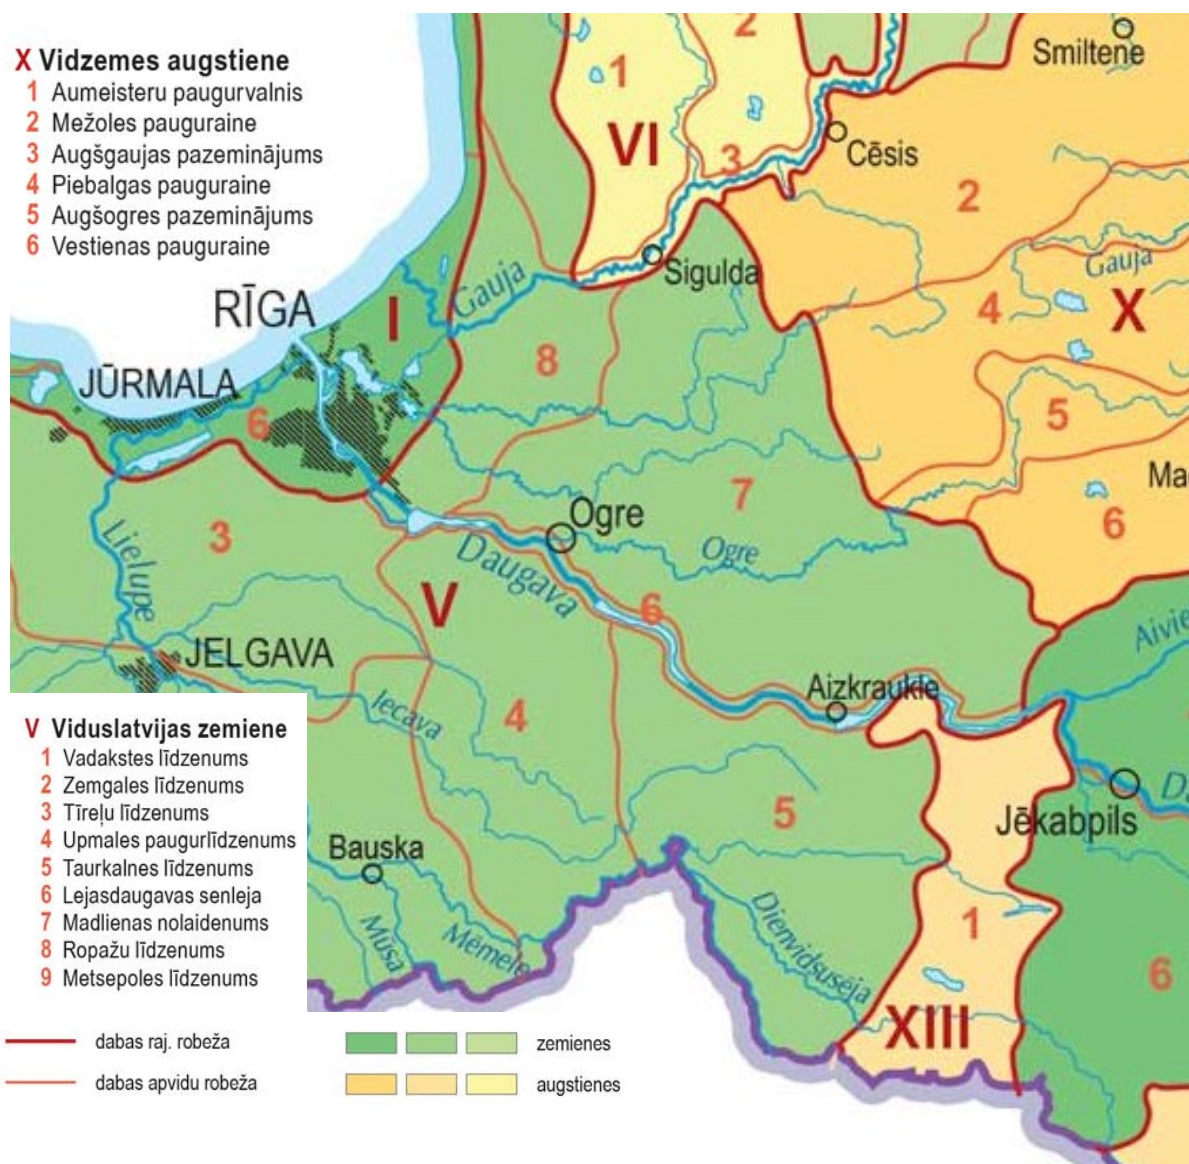 X Vidzemes augstiene
1 Aumeisteru paugurvalnis
2 Mežoles pauguraine
3 Augšgaujas pazeminājums
4 Piebalgas pauguraine
5 Augšogres pazeminājums
6 Vestienas pauguraine
2
Smiltene
1
VI
Cēsis
3
2
Sigulda
Gauja
Gauja
RĪGA
I
4
X
8
JŪRMALA
6
5
Ma
7
6
Ogre
3
Lielupe
Ogre
Daugava
V
6
Aivie
JELGAVA
Aizkraukle
Iecava
4
V Viduslatvijas zemiene
1 Vadakstes līdzenums
2 Zemgales līdzenums
3 Tīreļu līdzenums
4 Upmales paugurlīdzenums
5 Taurkalnes līdzenums
6 Lejasdaugavas senleja
7 Madlienas nolaidenums
8 Ropažu līdzenums
9 Metsepoles līdzenums
5
Jēkabpils
Bauska
Mūsa
Mēmele
Dienvidsusēja
1
6
XIII
dabas raj. robeža
zemienes
dabas apvidu robeža
augstienes